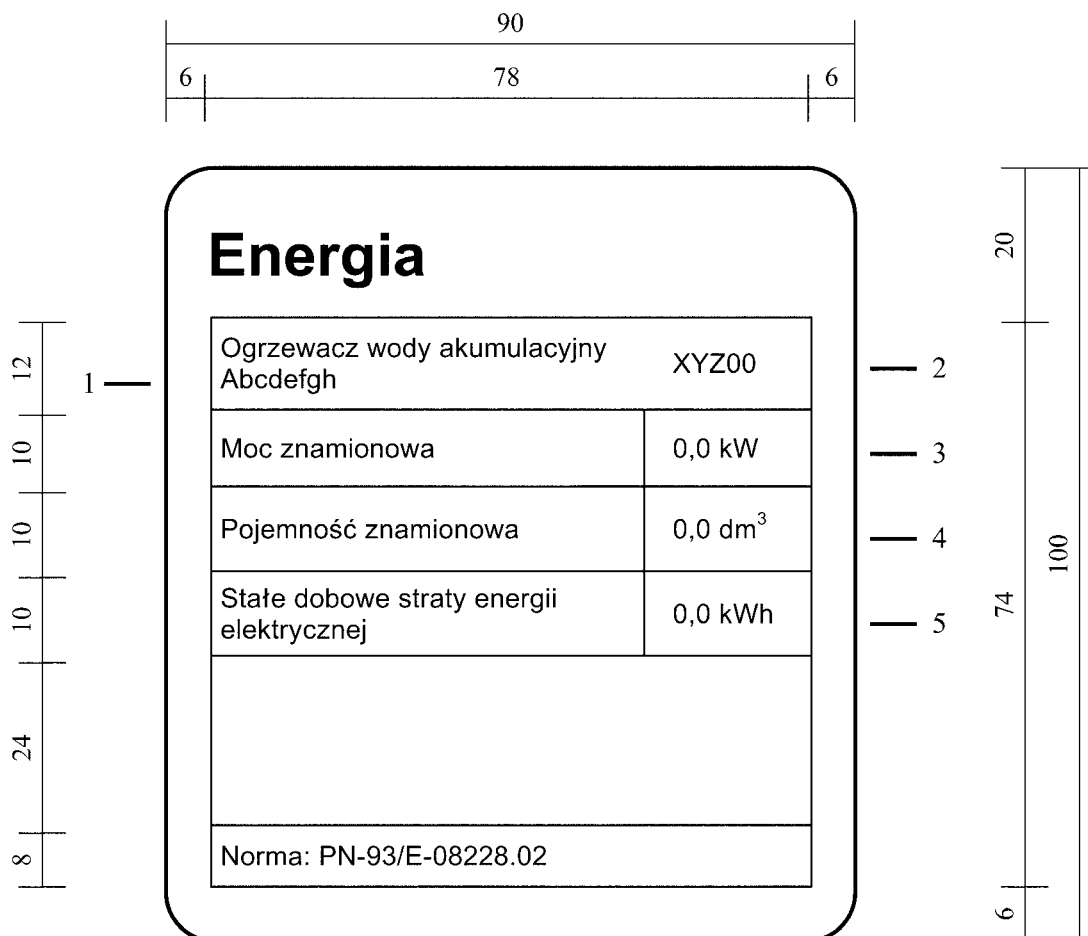 90
6 78 6
Energia
20
12
1
Ogrzewacz wody akumulacyjny
Abcdefgh
XYZ00
2
10
Moc znamionowa
0,0 kW
3
10
Pojemność znamionowa
0,0 dm³
4
100
10
Stałe dobowe straty energii
elektrycznej
0,0 kWh
5
74
24
8
Norma: PN-93/E-08228.02
6